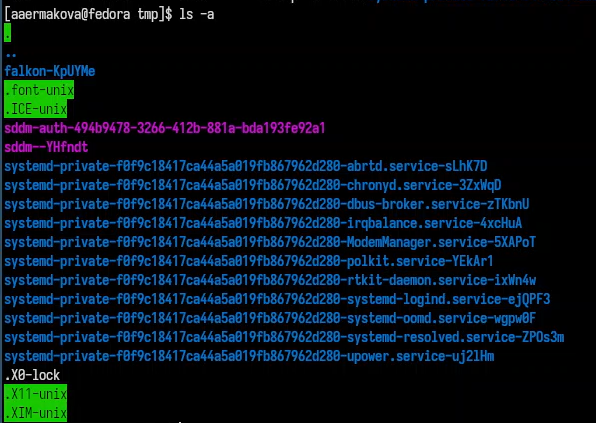 [aaermakova@fedora tmp]$ ls -a
.
..
falkon-KpUYMe
.font-unix
.ICE-unix
sddm-auth-494b9478-3266-412b-881a-bda193fe92a1
sddm--YHfndt
systemd-private-f0f9c18417ca44a5a019fb867962d280-abrtd.service-sLhK7D
systemd-private-f0f9c18417ca44a5a019fb867962d280-chronyd.service-3ZxWqD
systemd-private-f0f9c18417ca44a5a019fb867962d280-dbus-broker.service-zTKbnU
systemd-private-f0f9c18417ca44a5a019fb867962d280-irqbalance.service-4xcHuA
systemd-private-f0f9c18417ca44a5a019fb867962d280-ModemManager.service-5XAPoT
systemd-private-f0f9c18417ca44a5a019fb867962d280-polkit.service-YEkAr1
systemd-private-f0f9c18417ca44a5a019fb867962d280-rtkit-daemon.service-ixWn4w
systemd-private-f0f9c18417ca44a5a019fb867962d280-systemd-logind.service-ejQPF3
systemd-private-f0f9c18417ca44a5a019fb867962d280-systemd-oomd.service-wgpw0F
systemd-private-f0f9c18417ca44a5a019fb867962d280-systemd-resolved.service-ZPOs3m
systemd-private-f0f9c18417ca44a5a019fb867962d280-upower.service-uj2lHm
.X0-lock
.X11-unix
.XIM-unix